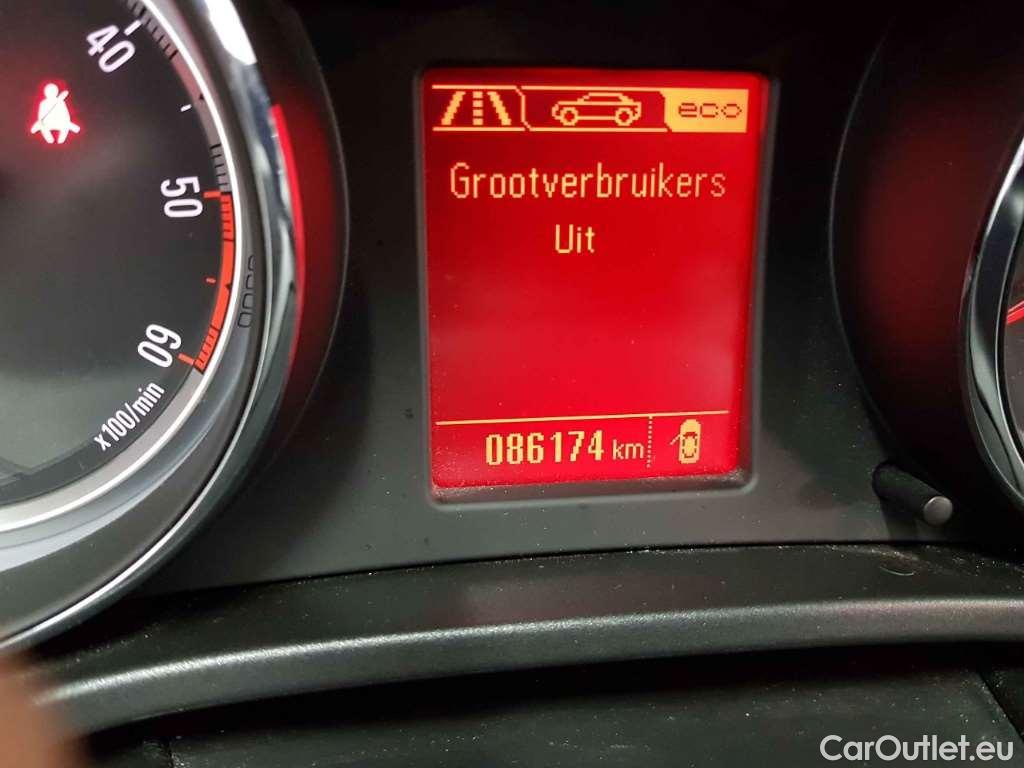 40
50
60
x100/min
eco
Grootverbruikers
Uit
086174 km
CarOutlet.eu